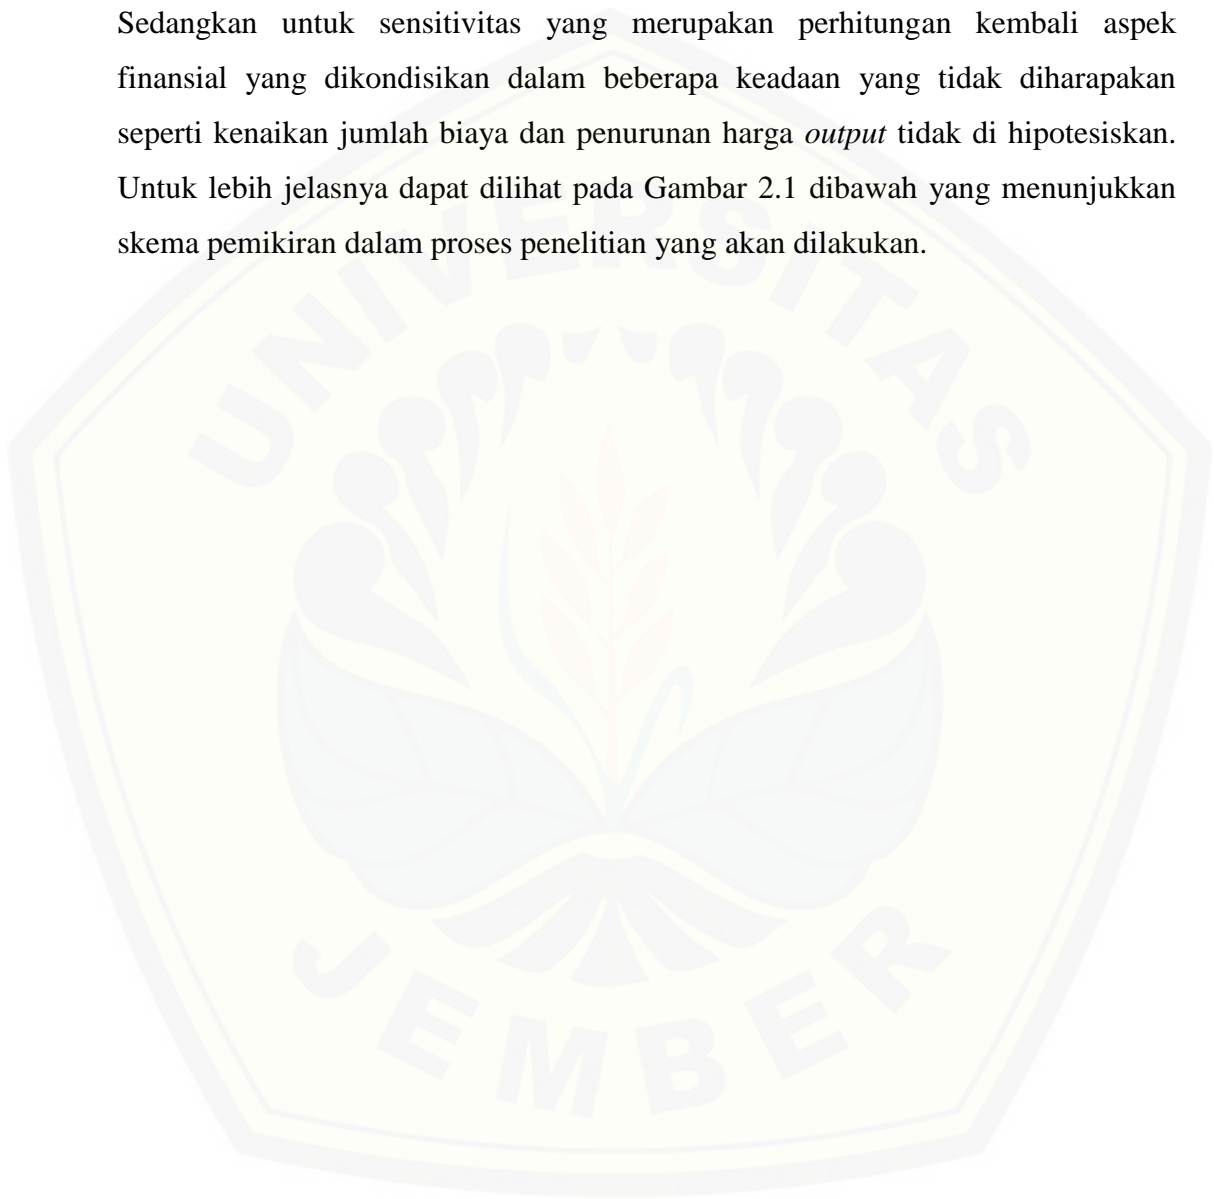 Sedangkan untuk sensitivitas yang merupakan perhitungan kembali aspek
finansial yang dikondisikan dalam beberapa keadaan yang tidak diharapakan
seperti kenaikan jumlah biaya dan penurunan harga output tidak di hipotesiskan.
Untuk lebih jelasnya dapat dilihat pada Gambar 2.1 dibawah yang menunjukkan
skema pemikiran dalam proses penelitian yang akan dilakukan.
UNIVERSITAS
JEMBER